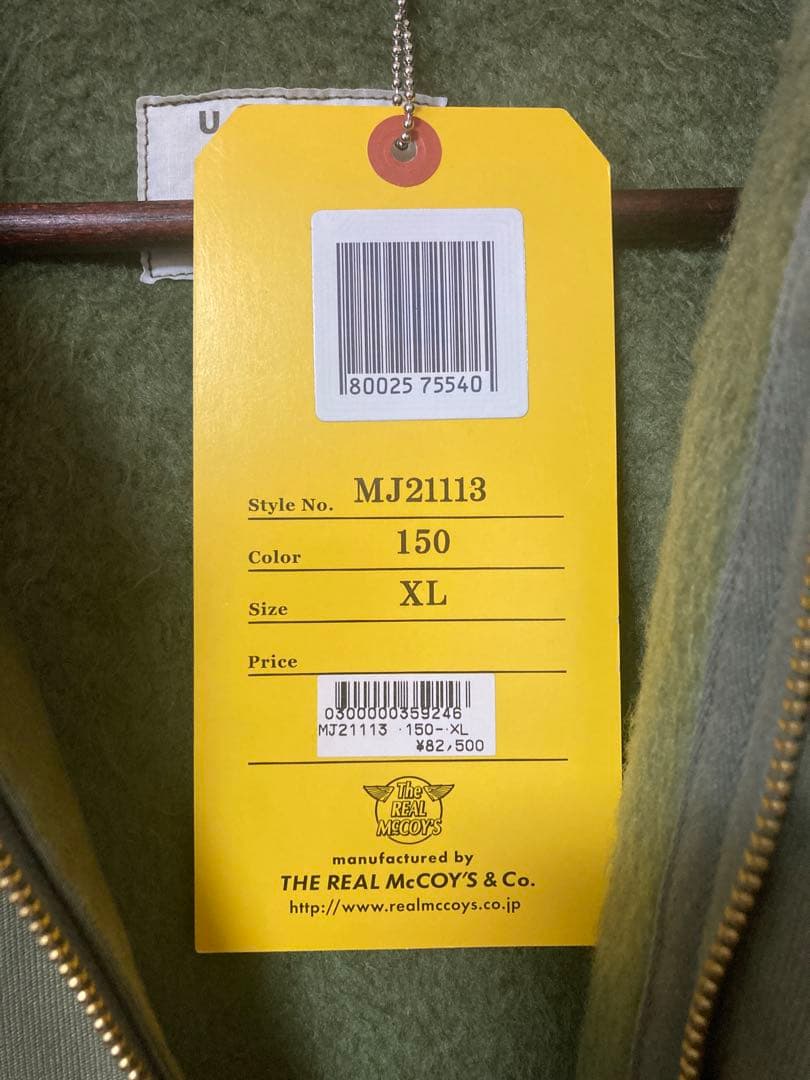 U
80025 75540
Style No. MJ21113
Color 150
Size XL
Price
0300000359246
MJ21113 ·150-·XL
¥82,500
The
REAL
McCOY'S
manufactured by
THE REAL McCOY'S & Co.
http://www.realmccoys.co.jp